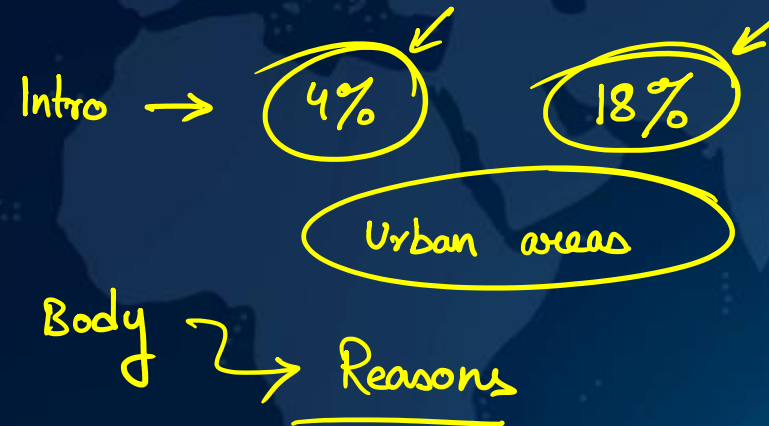 Intro → 4% 18%
Urban areas
Body → Reasons